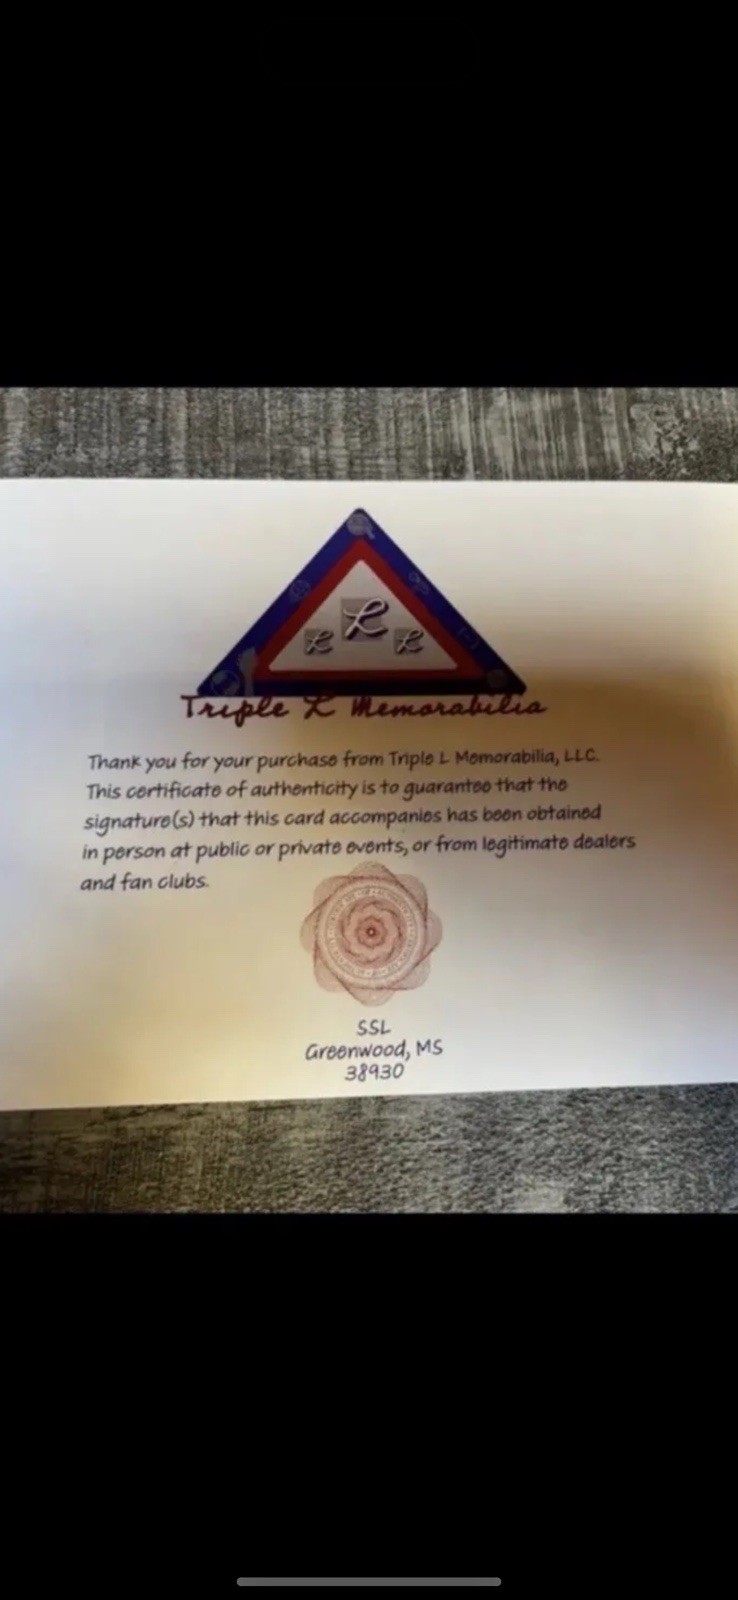 L
L L
Triple L Memorabilia
Thank you for your purchase from Triple L Memorabilia, LLC.
This certificate of authenticity is to guarantee that the
signature(s) that this card accompanies has been obtained
in person at public or private events, or from legitimate dealers
and fan clubs.
SSL
Greenwood, MS
38930